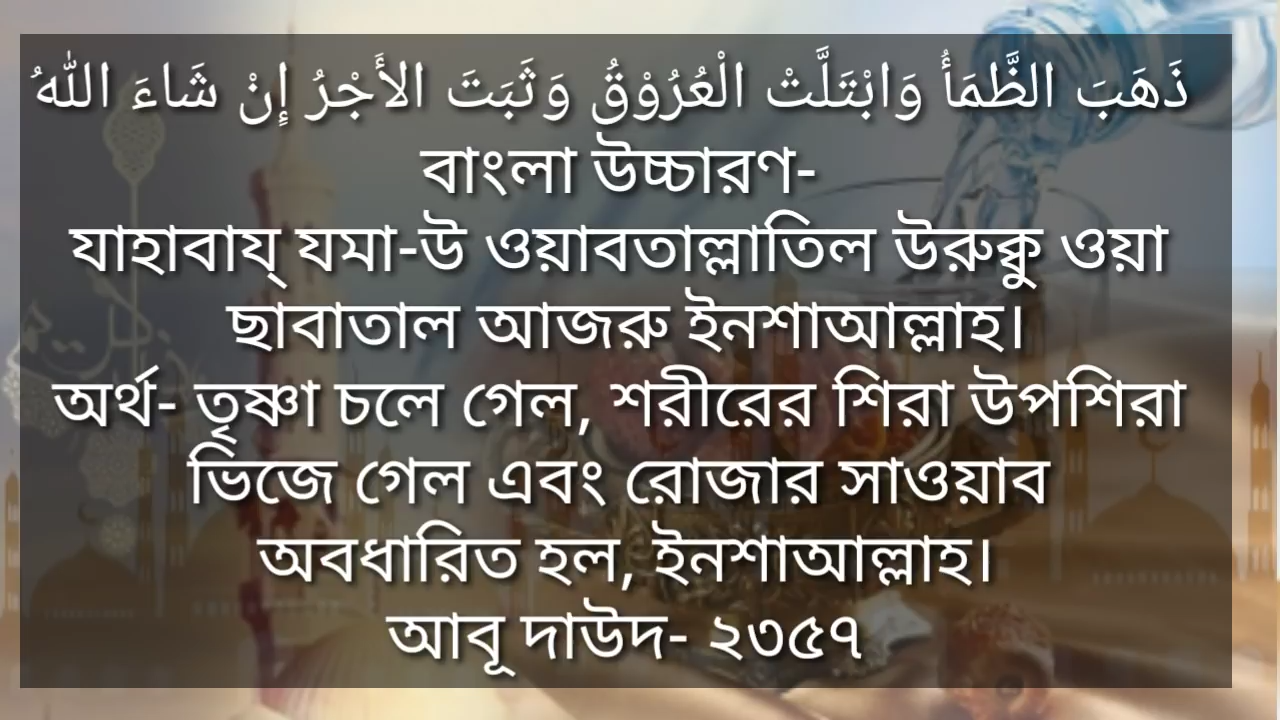 ذَهَبَ الظَّمَأُ وَابْتَلَّتْ الْعُرُوْقُ وَثَبَتَ الأَجْرُ إِنْ شَاءَ اللهُ
বাংলা উচ্চারণ-
যাহাবায্ যমা-উ ওয়াবতাল্লাতিল উরুক্বু ওয়া
ছাবাতাল আজরু ইনশাআল্লাহ।
অর্থ- তৃষ্ণা চলে গেল, শরীরের শিরা উপশিরা
ভিজে গেল এবং রোজার সাওয়াব
অবধারিত হল, ইনশাআল্লাহ।
আবূ দাউদ- ২৩৫৭